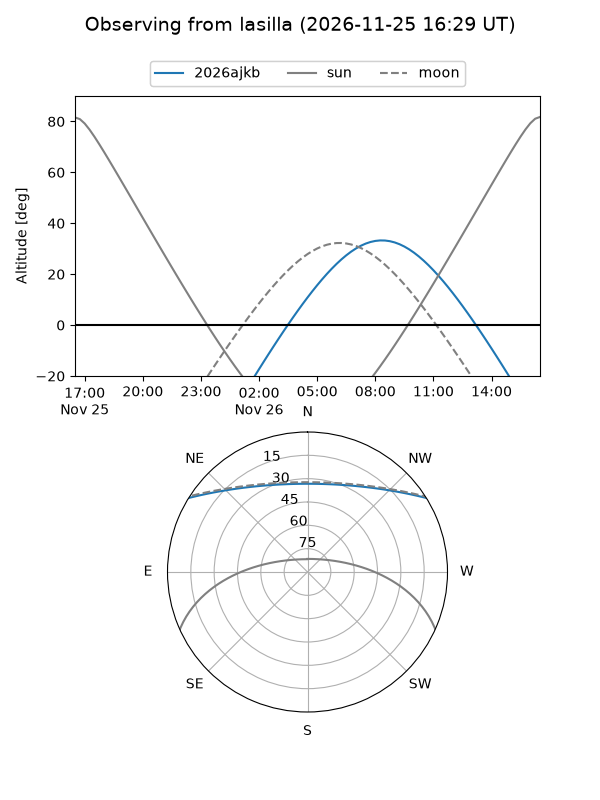 Observing from lasilla (2026-11-25 16:29 UT)
2026ajkb sun moon
Altitude [deg]
80
60
40
20
0
−20
17:00 20:00 23:00 02:00 05:00 08:00 11:00 14:00
Nov 25 Nov 26
N
NE NW
15
30
45
60
75
E W
SE SW
S